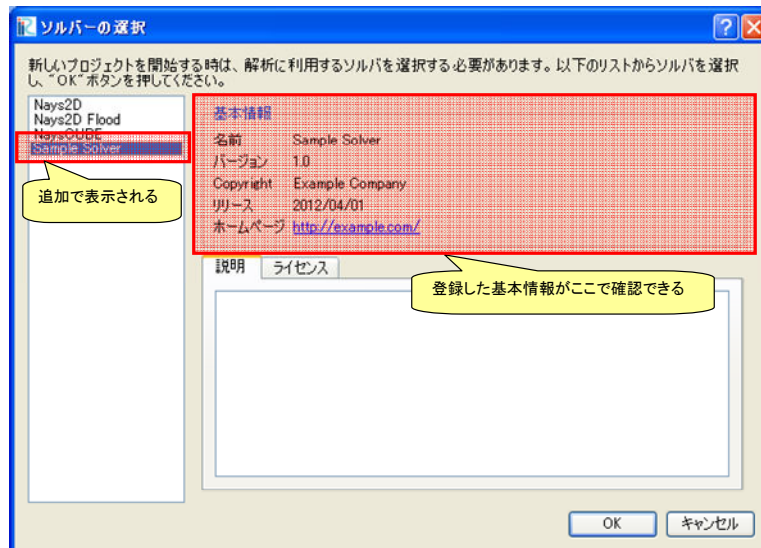 ソルバーの選択
新しいプロジェクトを開始する時は、解析に利用するソルバを選択する必要があります。以下のリストからソルバを選択
し、"OK"ボタンを押してください。
Nays2D
Nays2D Flood
NaysCUBE
Sample Solver
追加で表示される
基本情報
名前 Sample Solver
バージョン 1.0
Copyright Example Company
リリース 2012/04/01
ホームページ http://example.com/
説明 ライセンス
登録した基本情報がここで確認できる
OK キャンセル